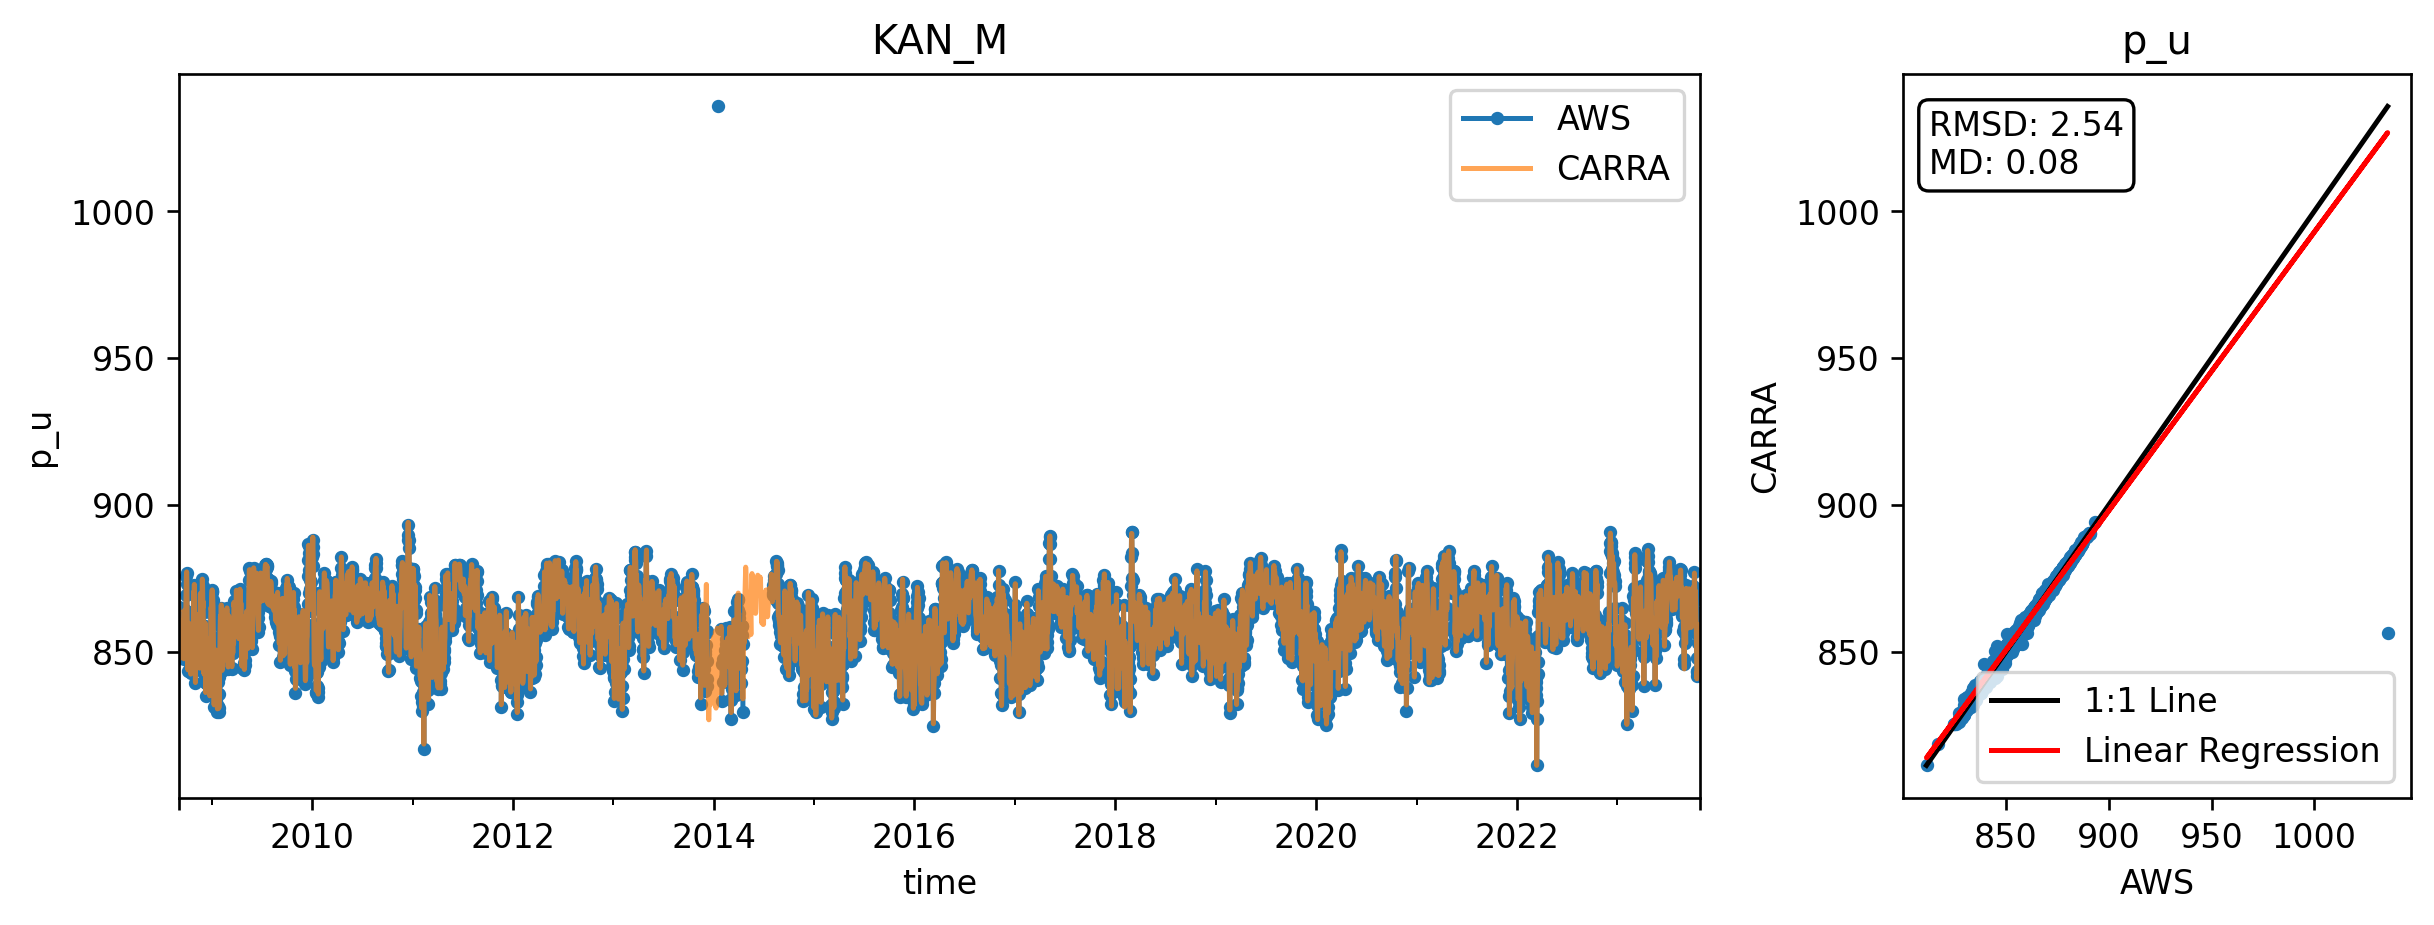 KAN_M
p_u
1000
950
900
850
2010 2012 2014 2016 2018 2020 2022
time
AWS
CARRA
p_u
CARRA
1000
950
900
850
850 900 950 1000
AWS
RMSD: 2.54
MD: 0.08
1:1 Line
Linear Regression